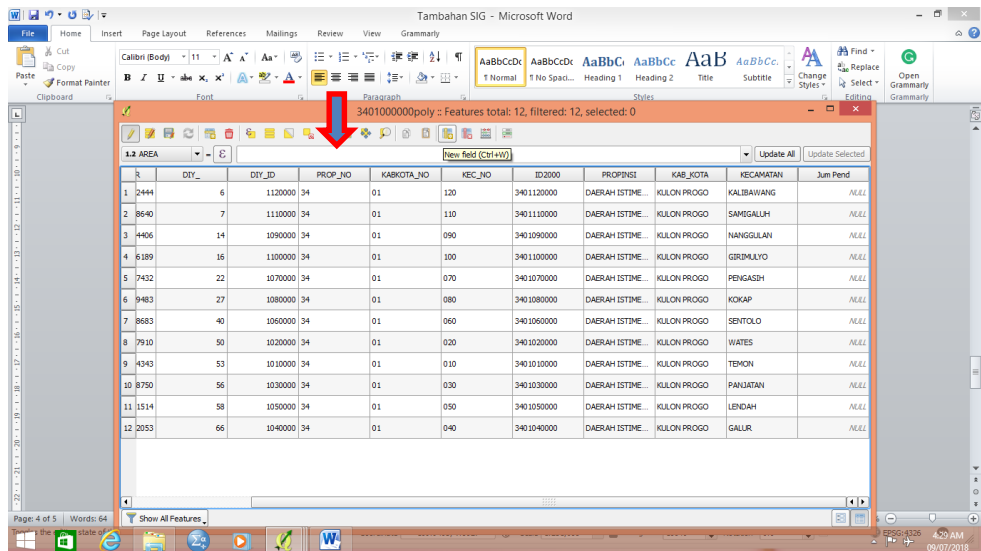 Tambahan SIG - Microsoft Word
File Home Insert Page Layout References Mailings Review View Grammarly
Cut
Copy
Format Painter
Paste
Clipboard
Calibri (Body) 11
Font
Paragraph
AaBbCcDc AaBbCcDc AaBbC AaBbCc AaB AaBbCc.
¶ Normal ¶ No Spaci... Heading 1 Heading 2 Title Subtitle
Change Styles
Styles
Find
Replace
Select
Editing
Open Grammarly
Grammarly
3401000000poly :: Features total: 12, filtered: 12, selected: 0
1.2 AREA = ε Update All Update Selected
New field (Ctrl+W)
R DIY_ DIY_ID PROP_NO KABKOTA_NO KEC_NO ID2000 PROPINSI KAB_KOTA KECAMATAN Jum Pend
1 2444 6 1120000 34 01 120 3401120000 DAERAH ISTIME... KULON PROGO KALIBAWANG NULL
2 8640 7 1110000 34 01 110 3401110000 DAERAH ISTIME... KULON PROGO SAMIGALUH NULL
3 4406 14 1090000 34 01 090 3401090000 DAERAH ISTIME... KULON PROGO NANGGULAN NULL
4 6189 16 1100000 34 01 100 3401100000 DAERAH ISTIME... KULON PROGO GIRIMULYO NULL
5 7432 22 1070000 34 01 070 3401070000 DAERAH ISTIME... KULON PROGO PENGASIH NULL
6 9483 27 1080000 34 01 080 3401080000 DAERAH ISTIME... KULON PROGO KOKAP NULL
7 8683 40 1060000 34 01 060 3401060000 DAERAH ISTIME... KULON PROGO SENTOLO NULL
8 7910 50 1020000 34 01 020 3401020000 DAERAH ISTIME... KULON PROGO WATES NULL
9 4343 53 1010000 34 01 010 3401010000 DAERAH ISTIME... KULON PROGO TEMON NULL
10 8750 56 1030000 34 01 030 3401030000 DAERAH ISTIME... KULON PROGO PANJATAN NULL
11 1514 58 1050000 34 01 050 3401050000 DAERAH ISTIME... KULON PROGO LENDAH NULL
12 2053 66 1040000 34 01 040 3401040000 DAERAH ISTIME... KULON PROGO GALUR NULL
Show All Features
Page: 4 of 5 Words: 64
EPSG:4326
4:29 AM
09/07/2018